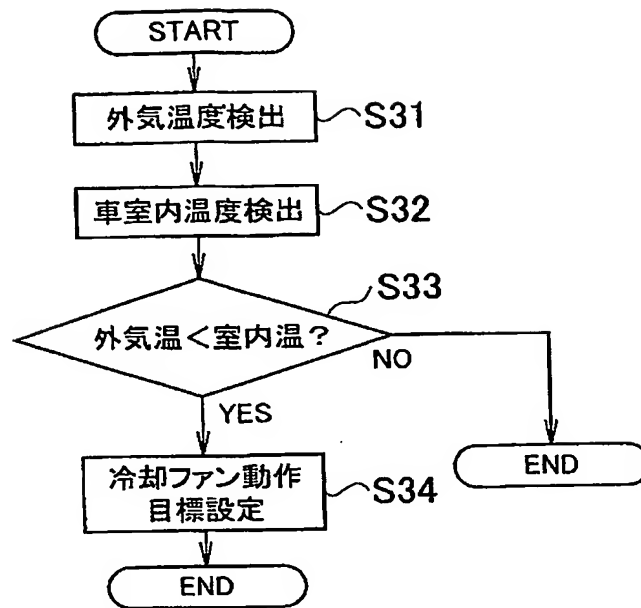 START
外気温度検出
S31
車室内温度検出
S32
S33
外気温<室内温?
NO
YES
冷却ファン動作
目標設定
S34
END
END